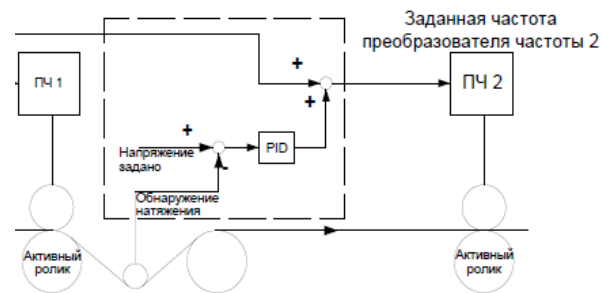 Заданная частота
преобразователя частоты 2
ПЧ 1
ПЧ 2
+
+
+
Напряжение
задано
PID
-
Обнаружение
натяжения
Активный
ролик
Активный
ролик